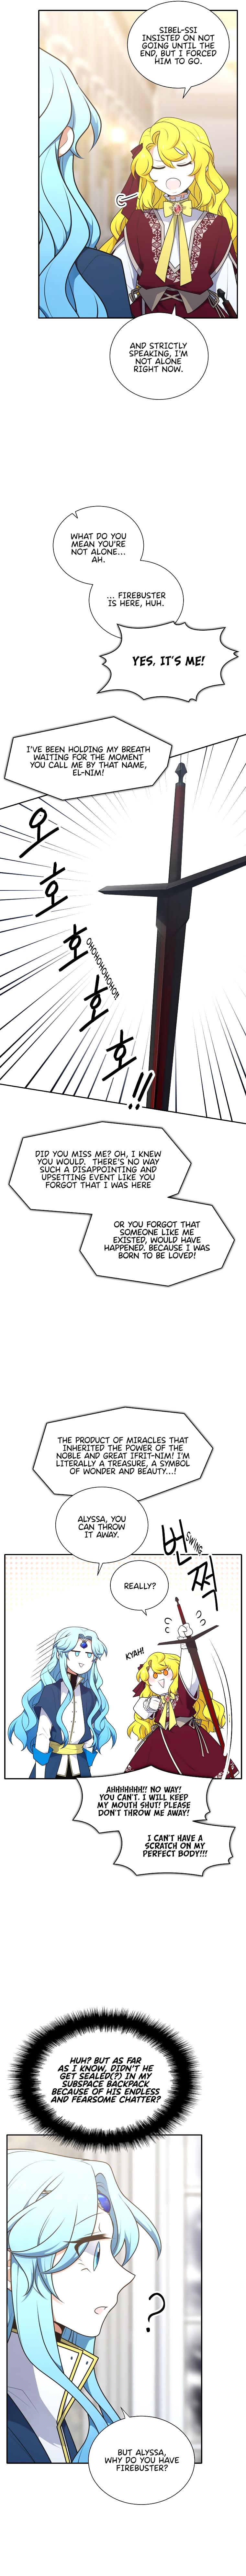 SIBEL-SSI
INSISTED ON NOT
GOING UNTIL THE
END, BUT I FORCED
HIM TO GO.
AND STRICTLY
SPEAKING, I'M
NOT ALONE
RIGHT NOW.
WHAT DO YOU
MEAN YOU'RE
NOT ALONE...
AH.
... FIREBUSTER
IS HERE, HUH.
YES, IT'S ME!
I'VE BEEN HOLDING MY BREATH
WAITING FOR THE MOMENT
YOU CALL ME BY THAT NAME,
EL-NIM!
오
호
호
호
호!!
OHOHOHOHOHO!!
DID YOU MISS ME? OH, I KNEW
YOU WOULD. THERE'S NO WAY
SUCH A DISAPPOINTING AND
UPSETTING EVENT LIKE YOU
FORGOT THAT I WAS HERE
OR YOU FORGOT THAT
SOMEONE LIKE ME
EXISTED, WOULD HAVE
HAPPENED. BECAUSE I WAS
BORN TO BE LOVED!
THE PRODUCT OF MIRACLES THAT
INHERITED THE POWER OF THE
NOBLE AND GREAT IFRIT-NIM! I'M
LITERALLY A TREASURE, A SYMBOL
OF WONDER AND BEAUTY...!
ALYSSA, YOU
CAN THROW
IT AWAY.
번쩍
SWING
REALLY?
KYAH!
AHHHHHH!! NO WAY!
YOU CAN'T. I WILL KEEP
MY MOUTH SHUT! PLEASE
DON'T THROW ME AWAY!
I CAN'T HAVE A
SCRATCH ON MY
PERFECT BODY!!!
HUH? BUT AS FAR
AS I KNOW, DIDN'T HE
GET SEALED(?) IN MY
SUBSPACE BACKPACK
BECAUSE OF HIS ENDLESS
AND FEARSOME CHATTER?
?
BUT ALYSSA,
WHY DO YOU HAVE
FIREBUSTER?